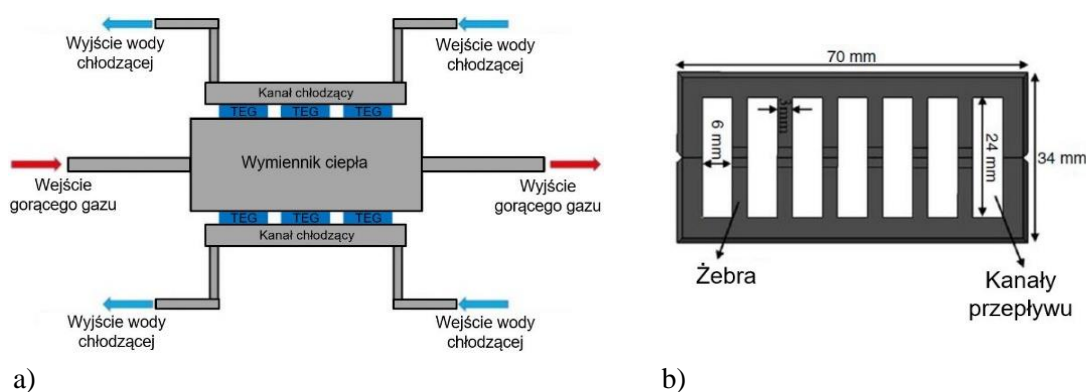 Wyjście wody
chłodzącej
Wejście wody
chłodzącej
Kanał chłodzący
TEG TEG TEG
Wymiennik ciepła
Wejście
gorącego gazu
Wyjście
gorącego gazu
TEG TEG TEG
Kanał chłodzący
Wyjście wody
chłodzącej
Wejście wody
chłodzącej
a)
70 mm
3mm
6 mm
24 mm
34 mm
Żebra
Kanały
przepływu
b)